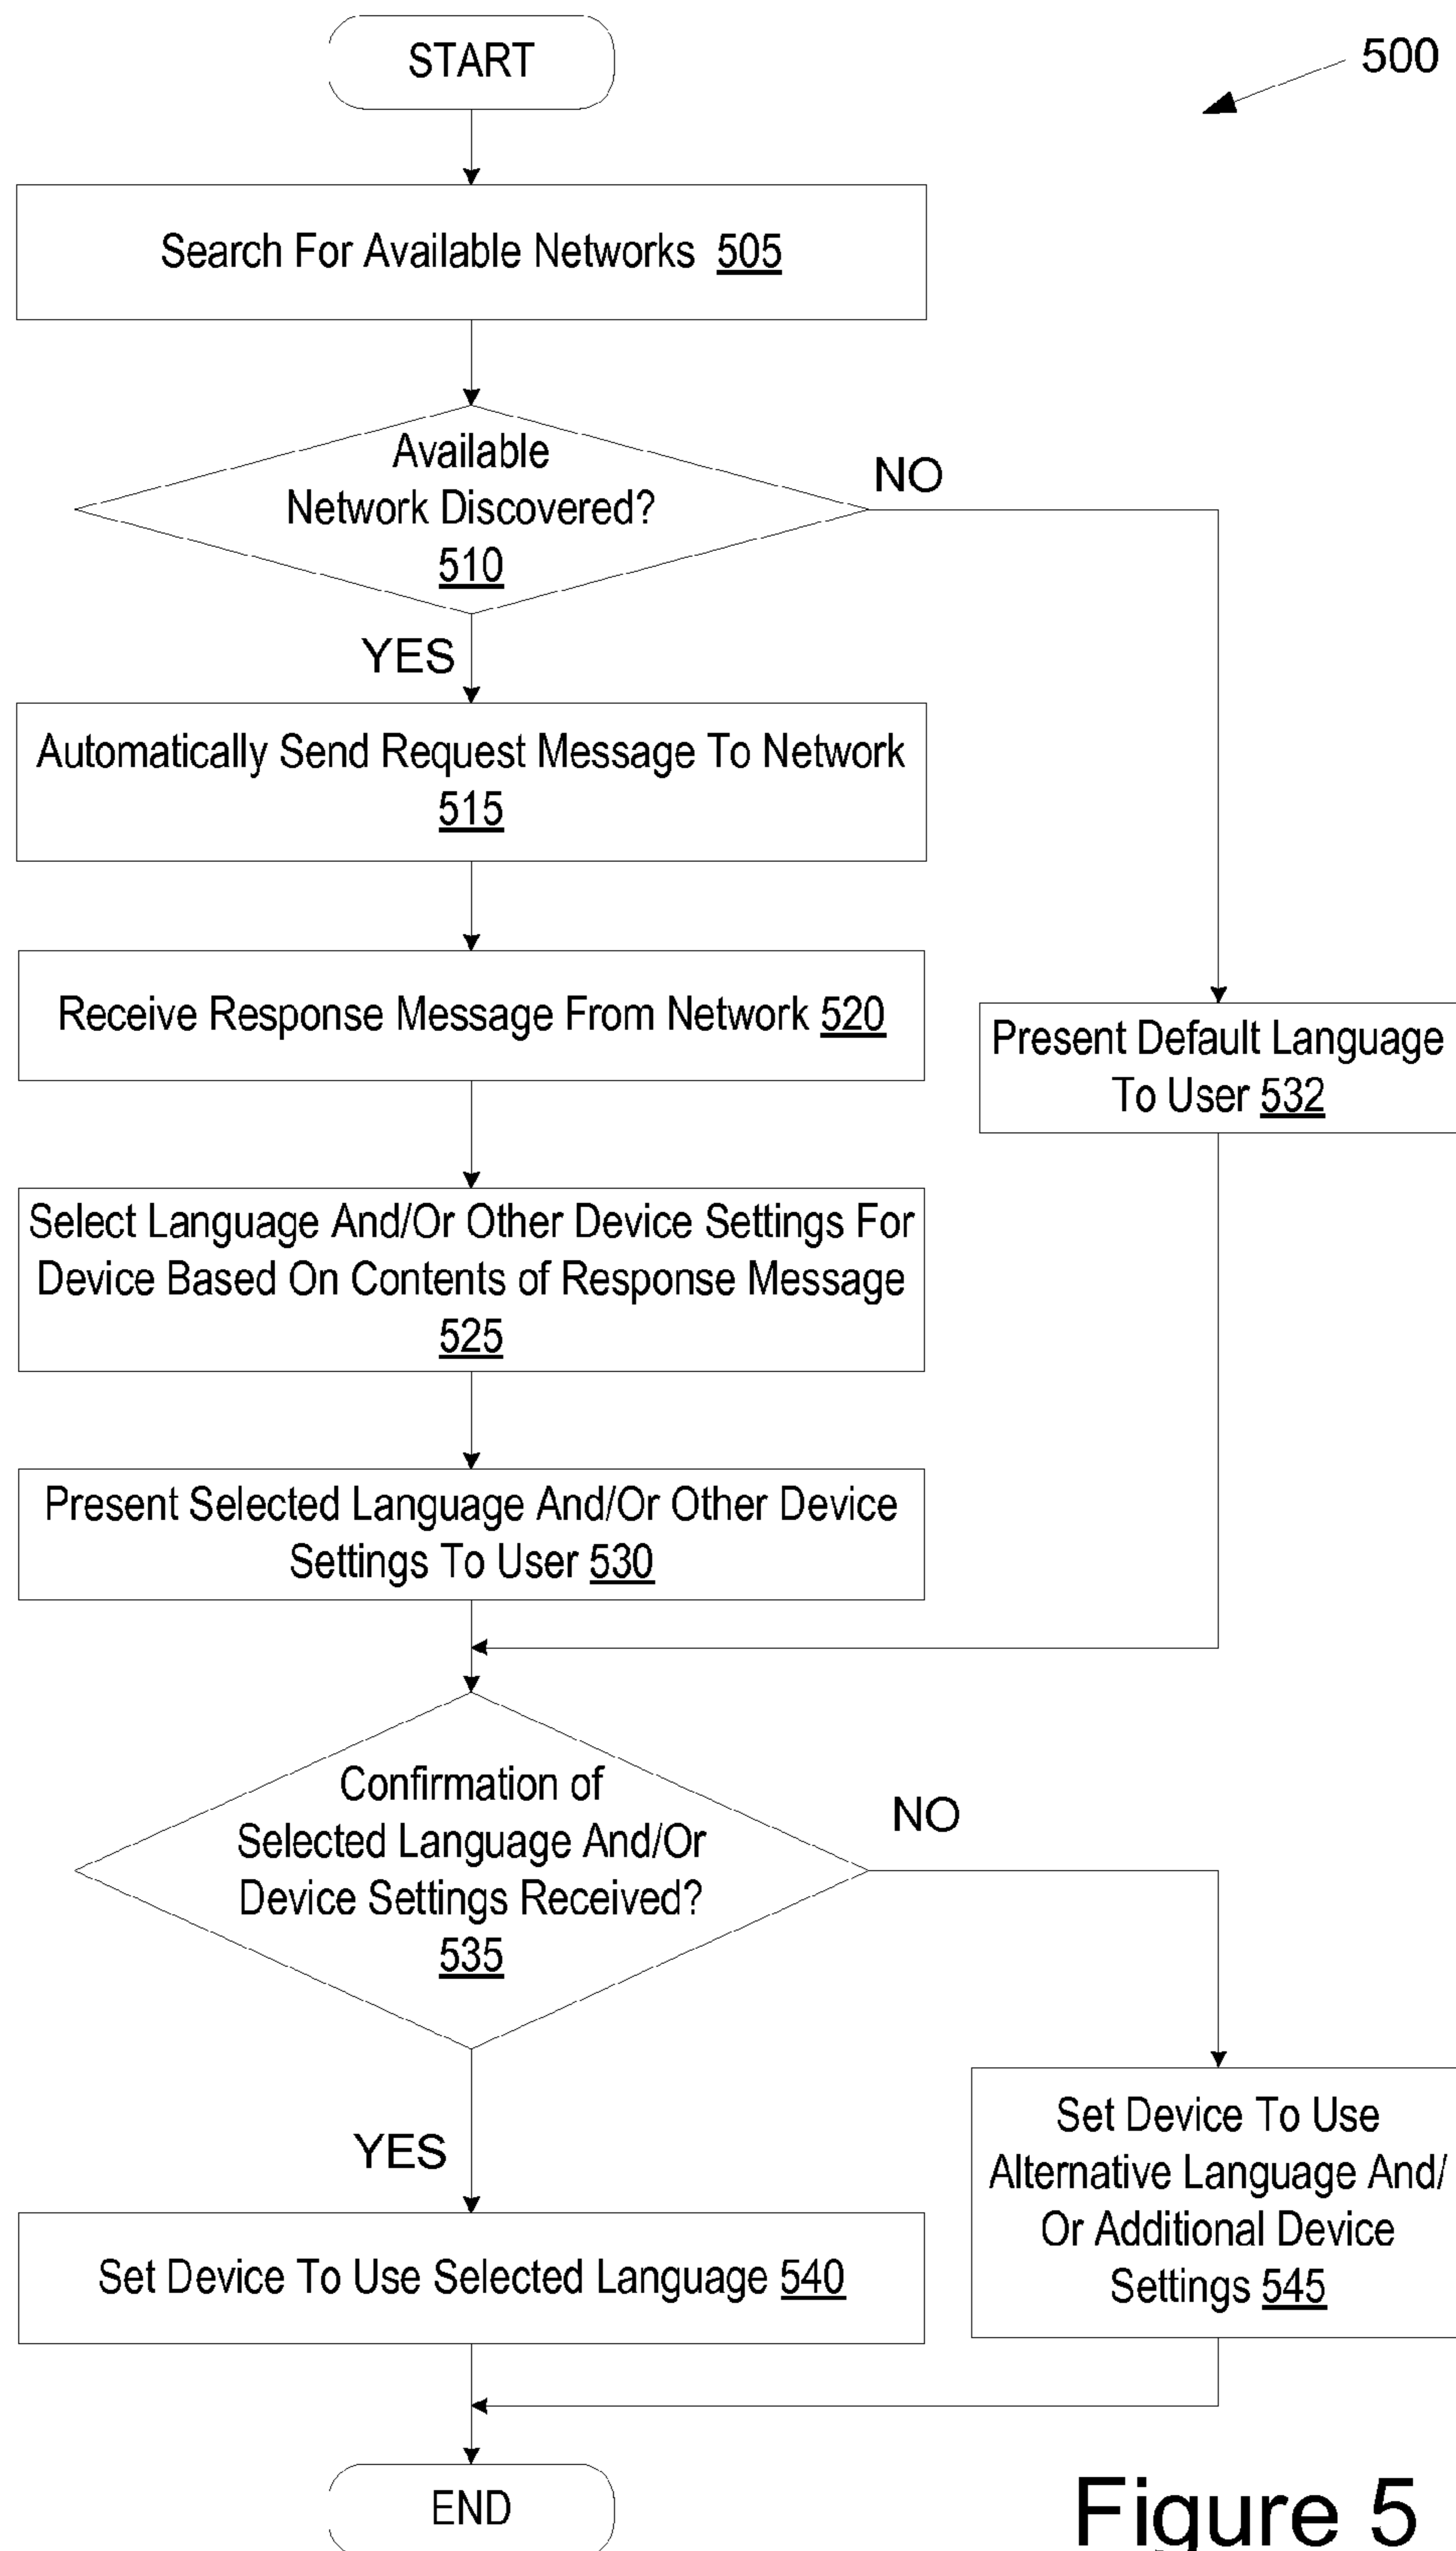 START
500
Search For Available Networks 505
Available
Network Discovered?
510
NO
YES
Automatically Send Request Message To Network
515
Receive Response Message From Network 520
Present Default Language
To User 532
Select Language And/Or Other Device Settings For
Device Based On Contents of Response Message
525
Present Selected Language And/Or Other Device
Settings To User 530
Confirmation of
Selected Language And/Or
Device Settings Received?
535
NO
YES
Set Device To Use
Alternative Language And/
Or Additional Device
Settings 545
Set Device To Use Selected Language 540
END
Figure 5